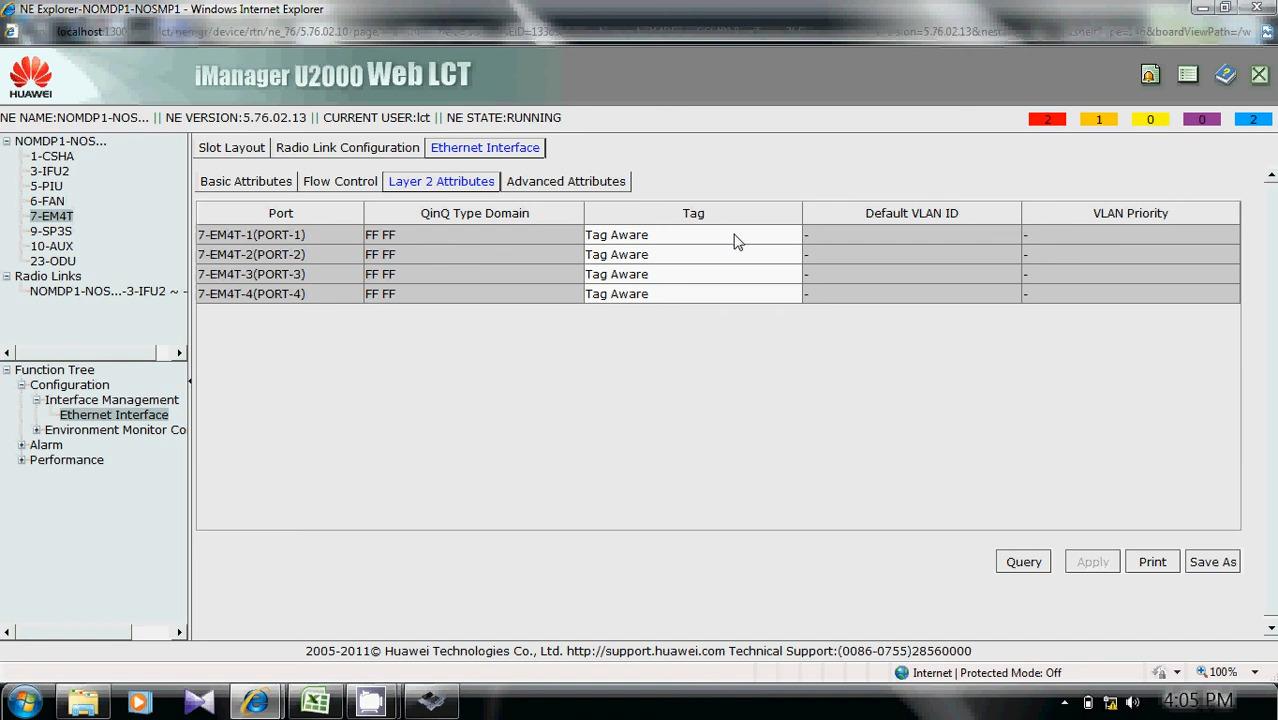 NE Explorer-NOMDP1-NOSMP1 - Windows Internet Explorer
HUAWEI
iManager U2000 Web LCT
NE NAME:NOMDP1-NOS... || NE VERSION:5.76.02.13 || CURRENT USER:lct || NE STATE:RUNNING
2 1 0 0 2
NOMDP1-NOS...
1-CSHA
3-IFU2
5-PIU
6-FAN
7-EM4T
9-SP3S
10-AUX
23-ODU
Radio Links
NOMDP1-NOS...-3-IFU2 ~ -
Function Tree
Configuration
Interface Management
Ethernet Interface
Environment Monitor Co
Alarm
Performance
Slot Layout Radio Link Configuration Ethernet Interface
Basic Attributes Flow Control Layer 2 Attributes Advanced Attributes
Port QinQ Type Domain Tag Default VLAN ID VLAN Priority
7-EM4T-1(PORT-1) FF FF Tag Aware - -
7-EM4T-2(PORT-2) FF FF Tag Aware - -
7-EM4T-3(PORT-3) FF FF Tag Aware - -
7-EM4T-4(PORT-4) FF FF Tag Aware - -
Query Apply Print Save As
2005-2011© Huawei Technologies Co., Ltd. http://support.huawei.com Technical Support:(0086-0755)28560000
Internet | Protected Mode: Off 100%
4:05 PM